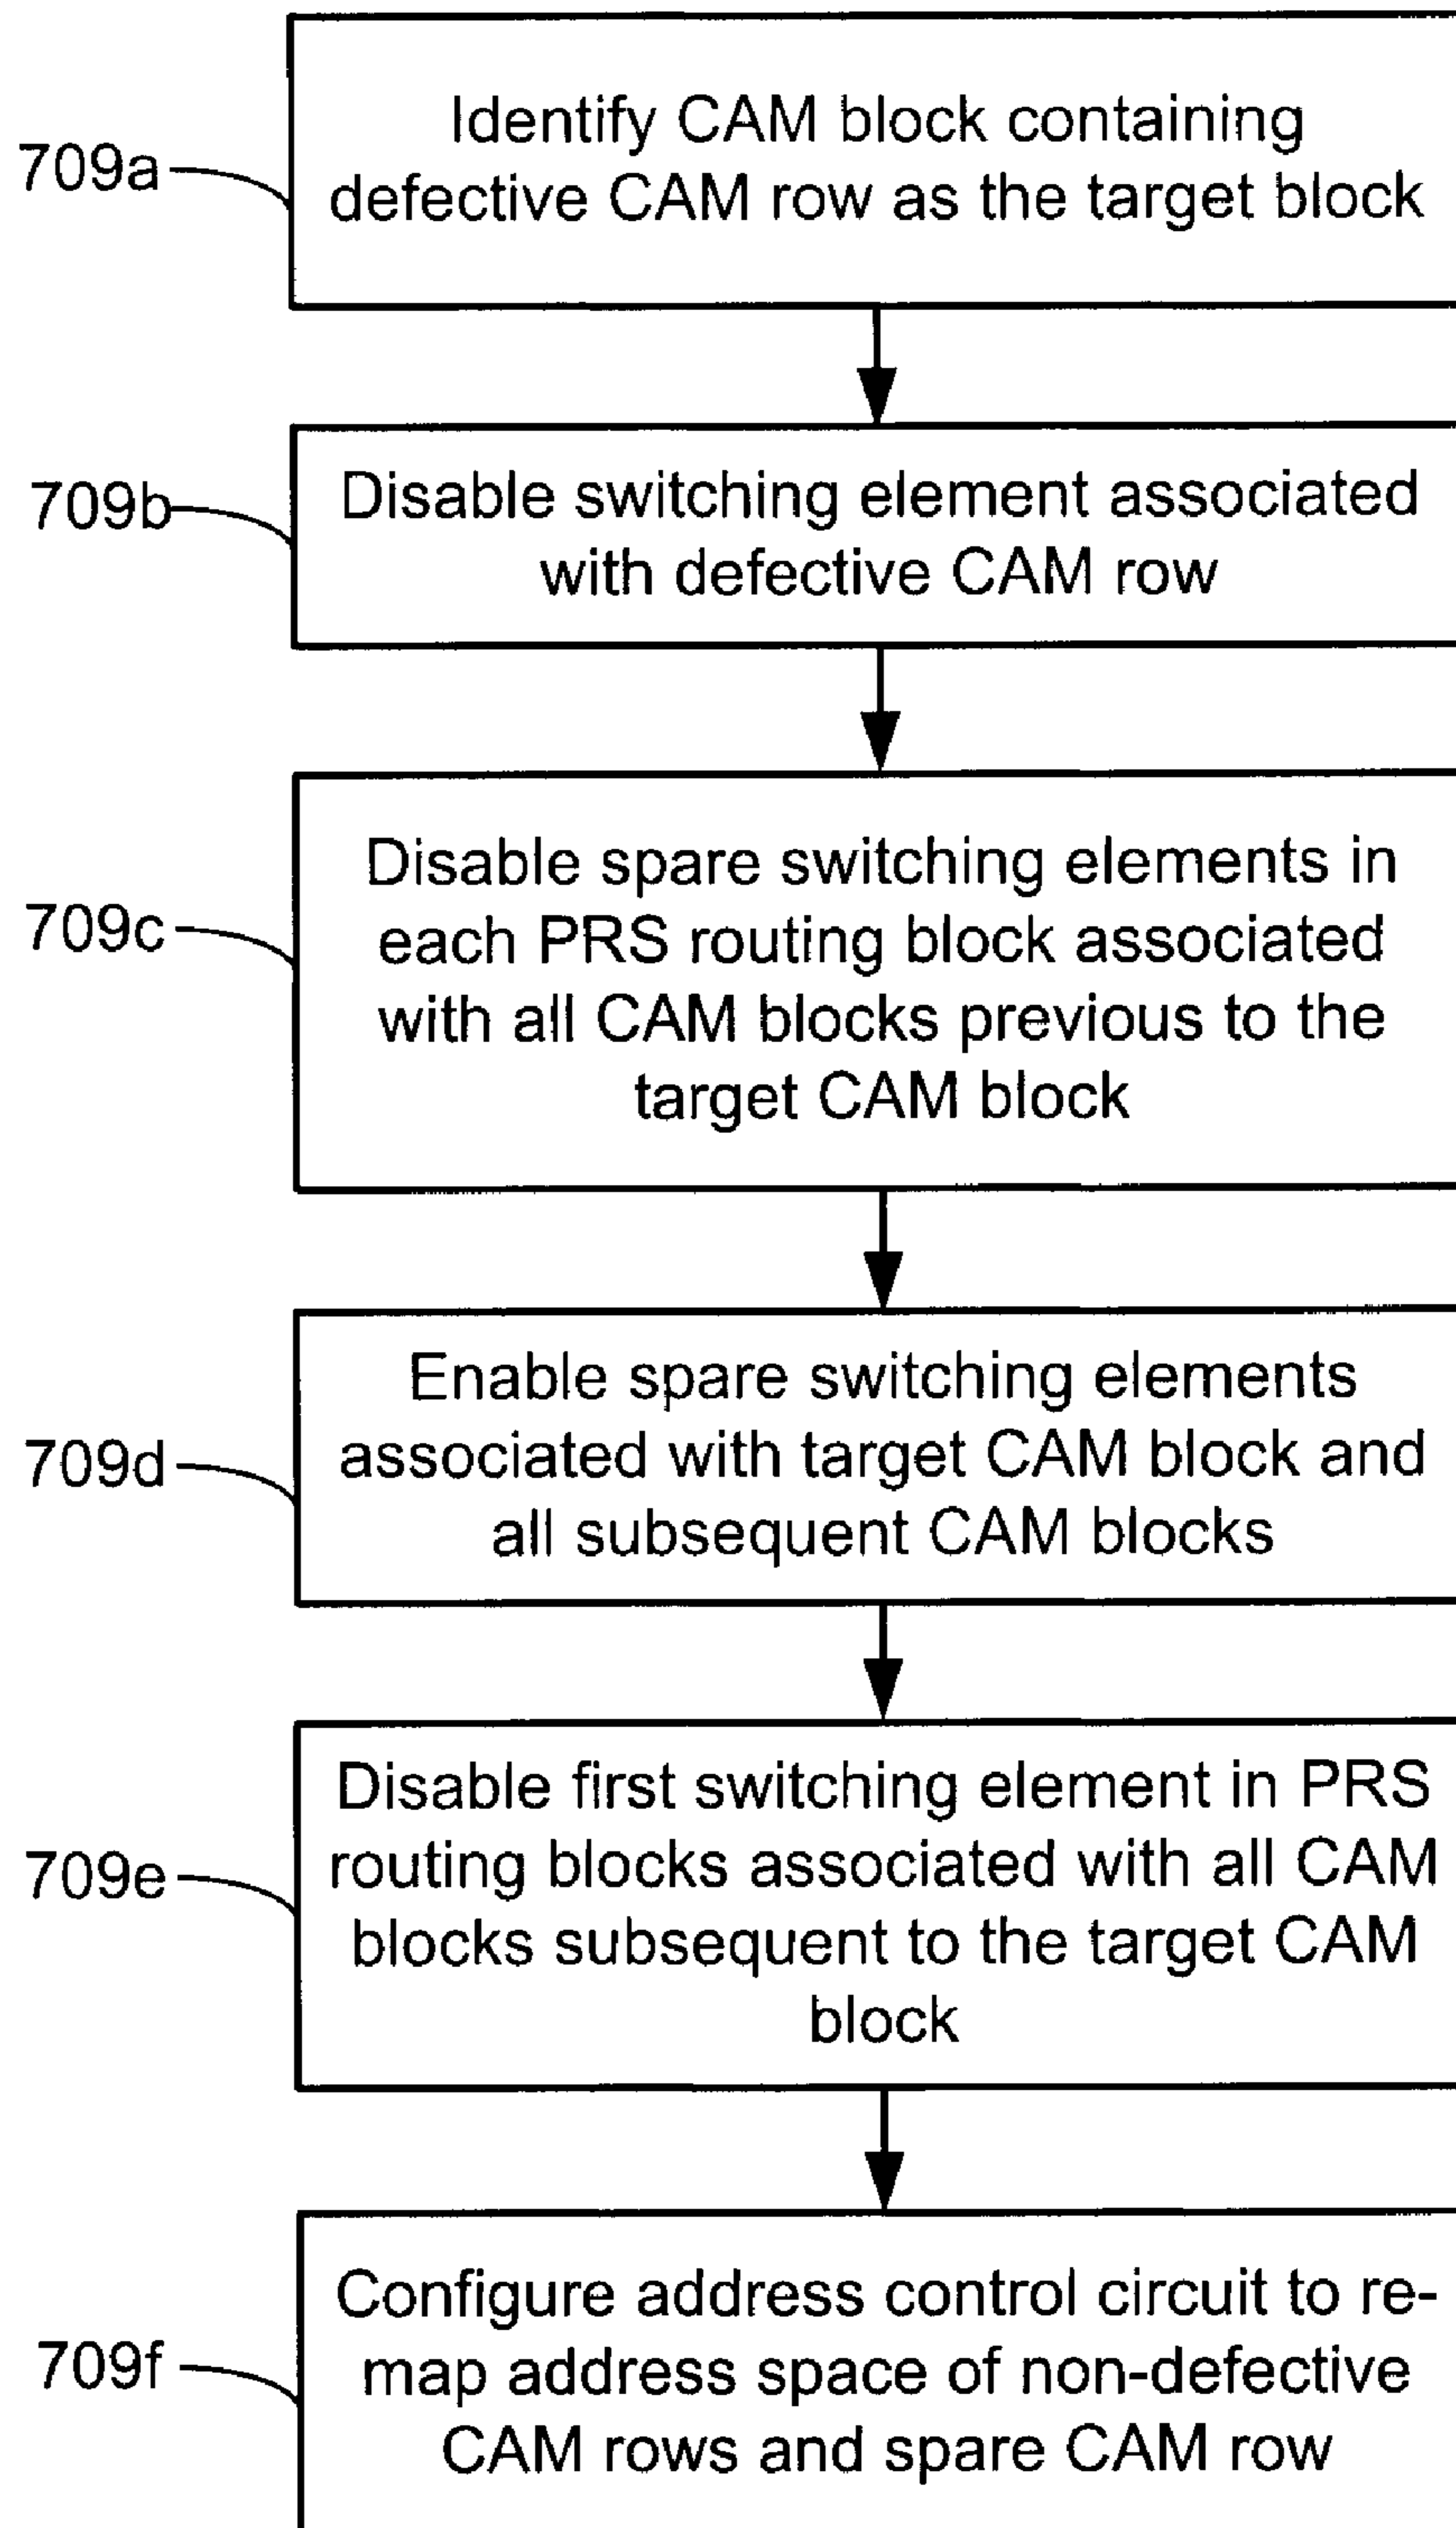 Identify CAM block containing
709a
defective CAM row as the target block
709b
Disable switching element associated
with defective CAM row
Disable spare switching elements in
709c
each PRS routing block associated
with all CAM blocks previous to the
target CAM block
Enable spare switching elements
709d
associated with target CAM block and
all subsequent CAM blocks
Disable first switching element in PRS
709e
routing blocks associated with all CAM
blocks subsequent to the target CAM
block
Configure address control circuit to re-
709f
map address space of non-defective
CAM rows and spare CAM row